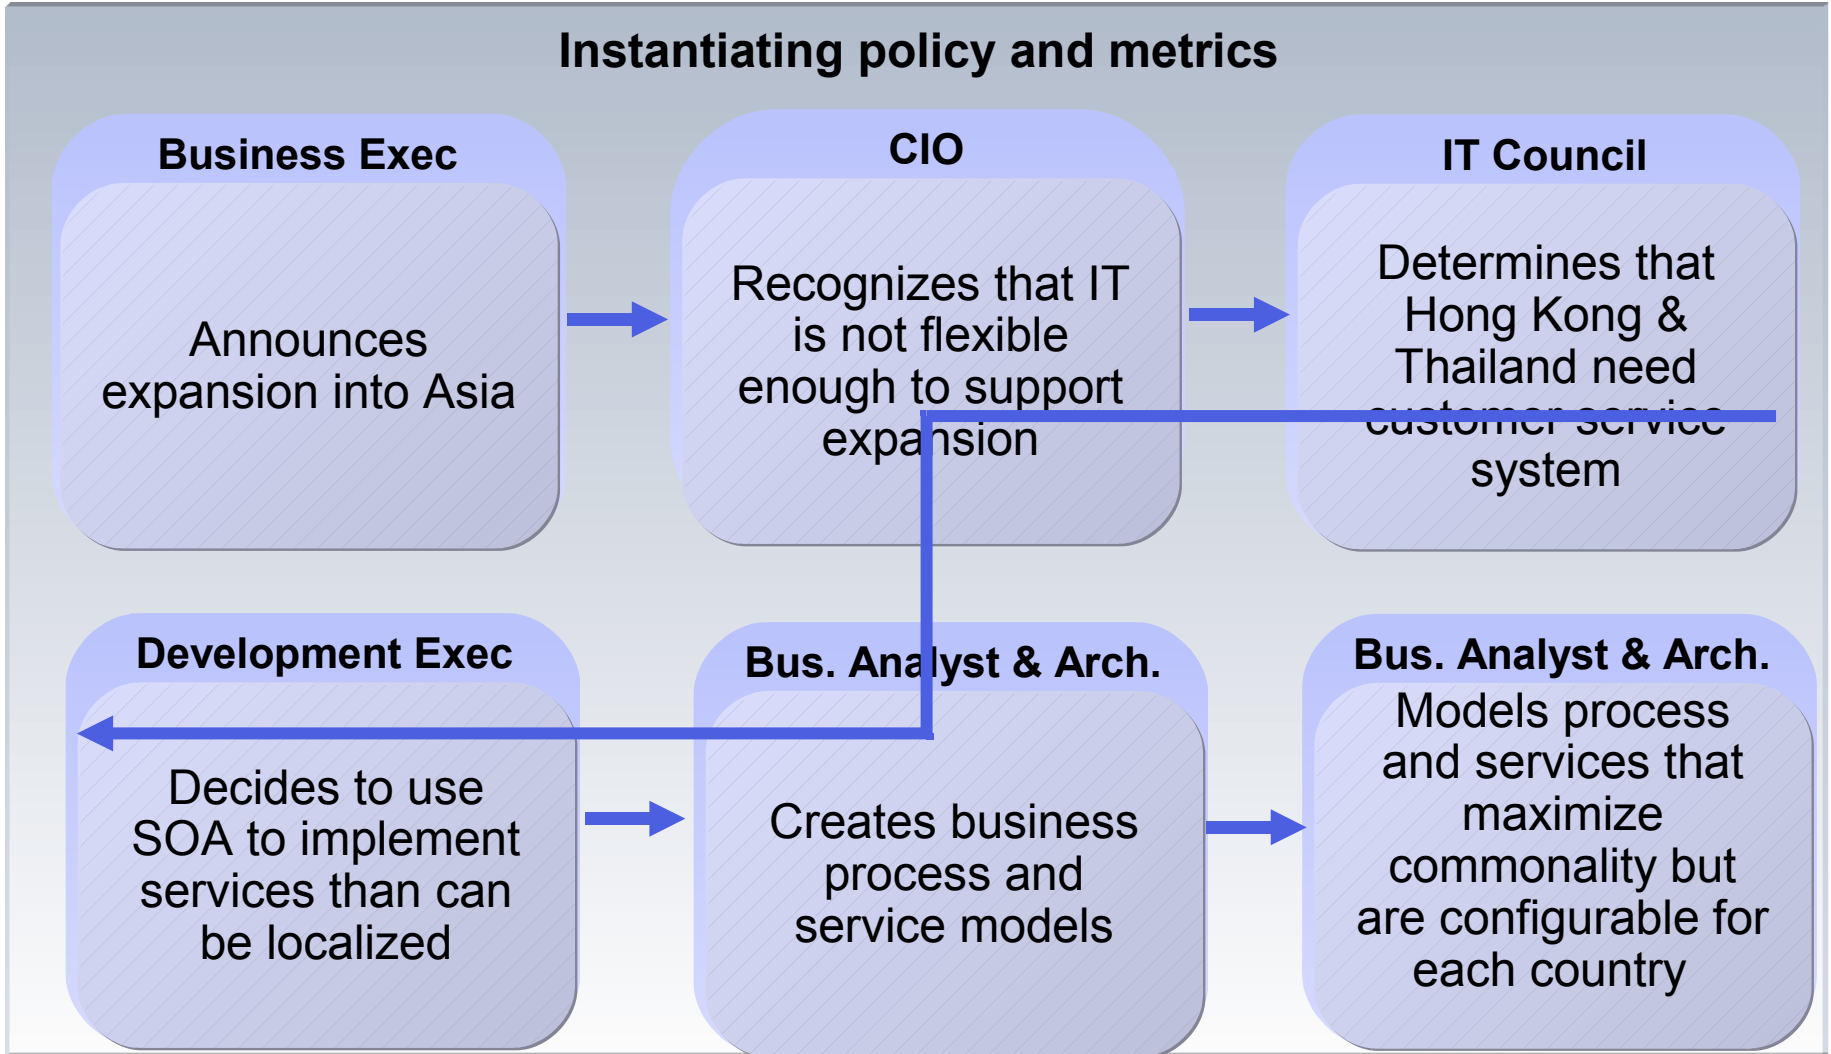 Instantiating policy and metrics
Business Exec
Announces
expansion into Asia
CIO
Recognizes that IT
is not flexible
enough to support
expansion
IT Council
Determines that
Hong Kong &
Thailand need
customer service
system
Development Exec
Decides to use
SOA to implement
services than can
be localized
Bus. Analyst & Arch.
Creates business
process and
service models
Bus. Analyst & Arch.
Models process
and services that
maximize
commonality but
are configurable for
each country